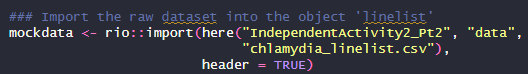 ### Import the raw dataset into the object 'linelist'
mockdata <- rio::import(here("IndependentActivity2_Pt2", "data",
"chlamydia_linelist.csv"),
header = TRUE)